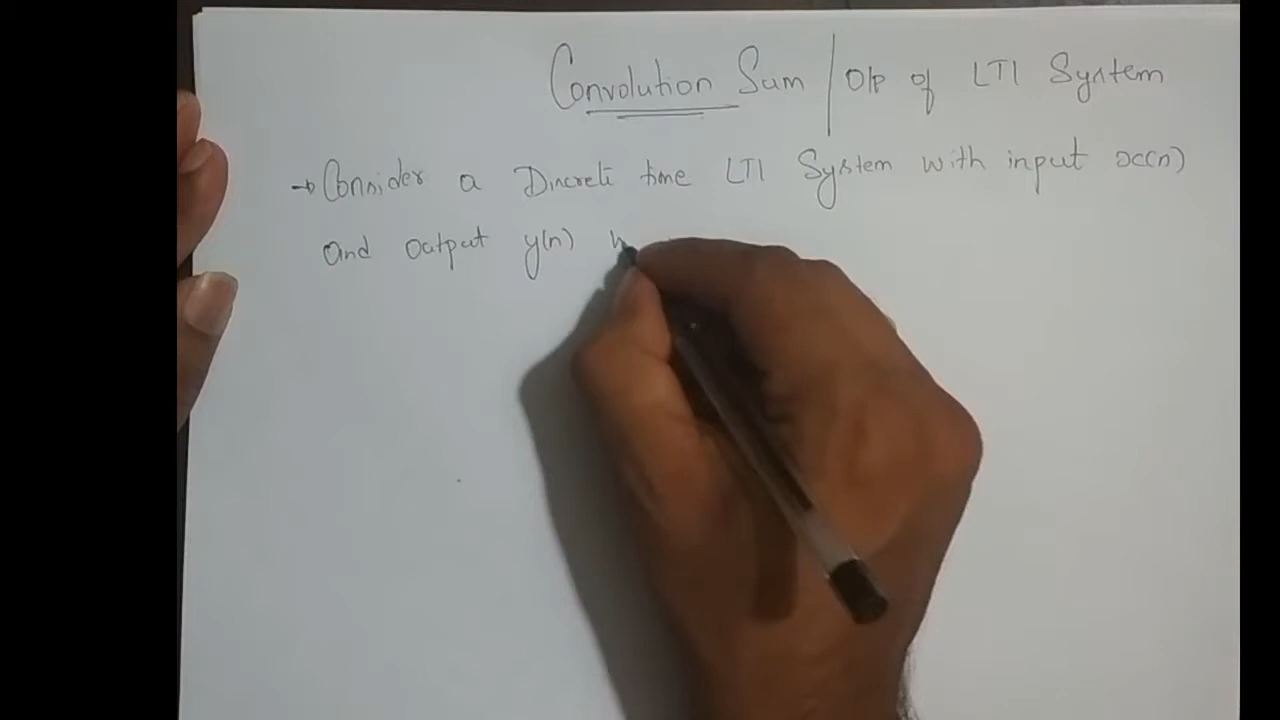 Convolution Sum | O/P of LTI System
→ Consider a Discrete time LTI System with input x(n)
and output y(n)